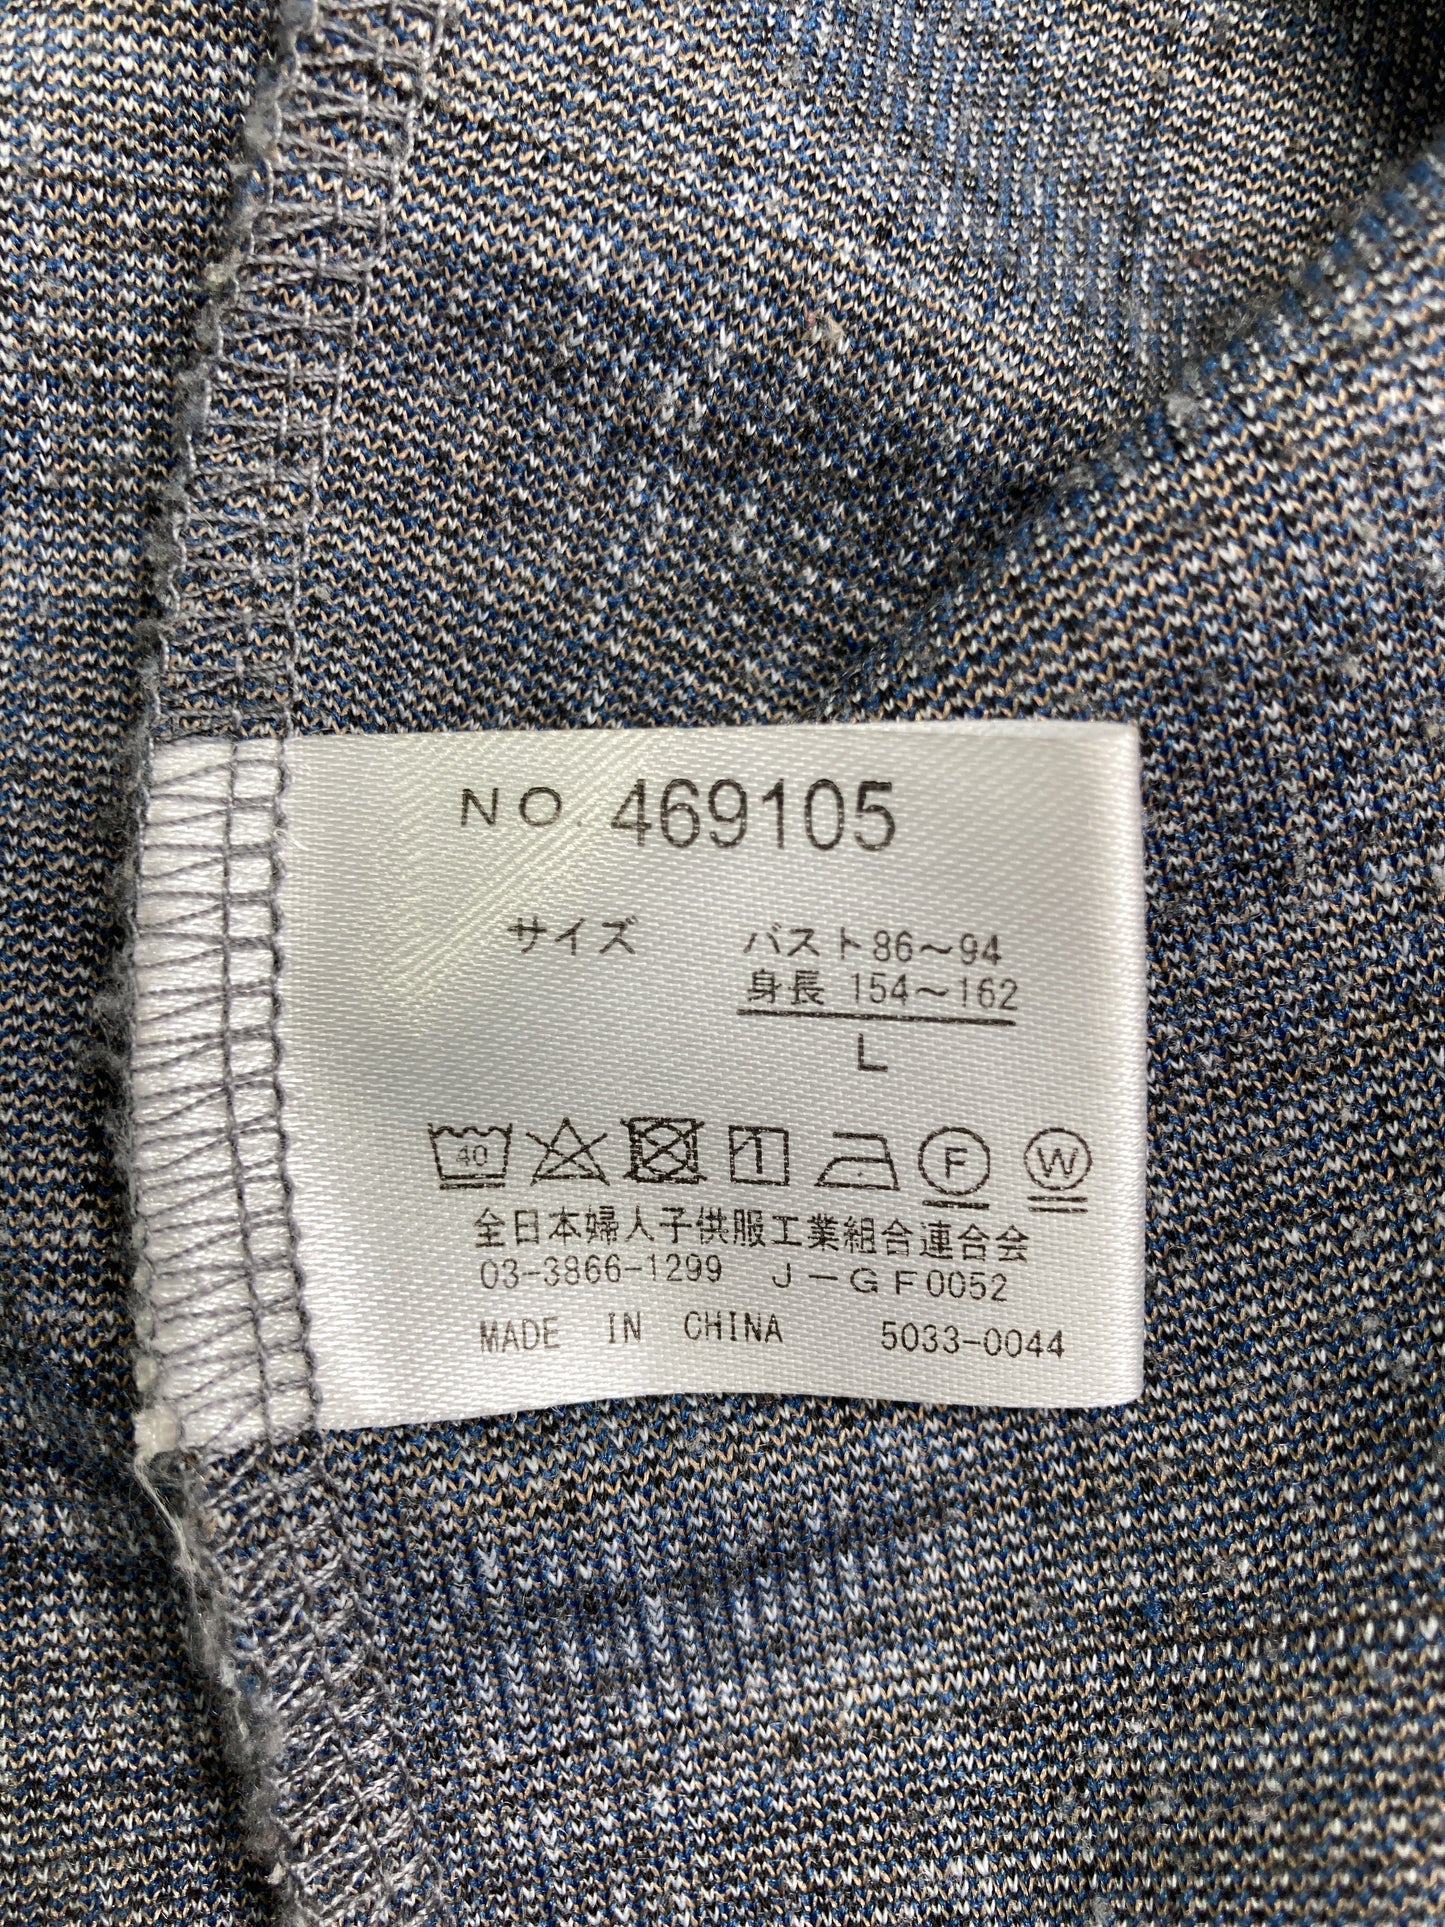 NO. 469105
サイズ バスト86～94
身長 154～162
L
40 F W
全日本婦人子供服工業組合連合会
03-3866-1299 J-GF0052
MADE IN CHINA 5033-0044